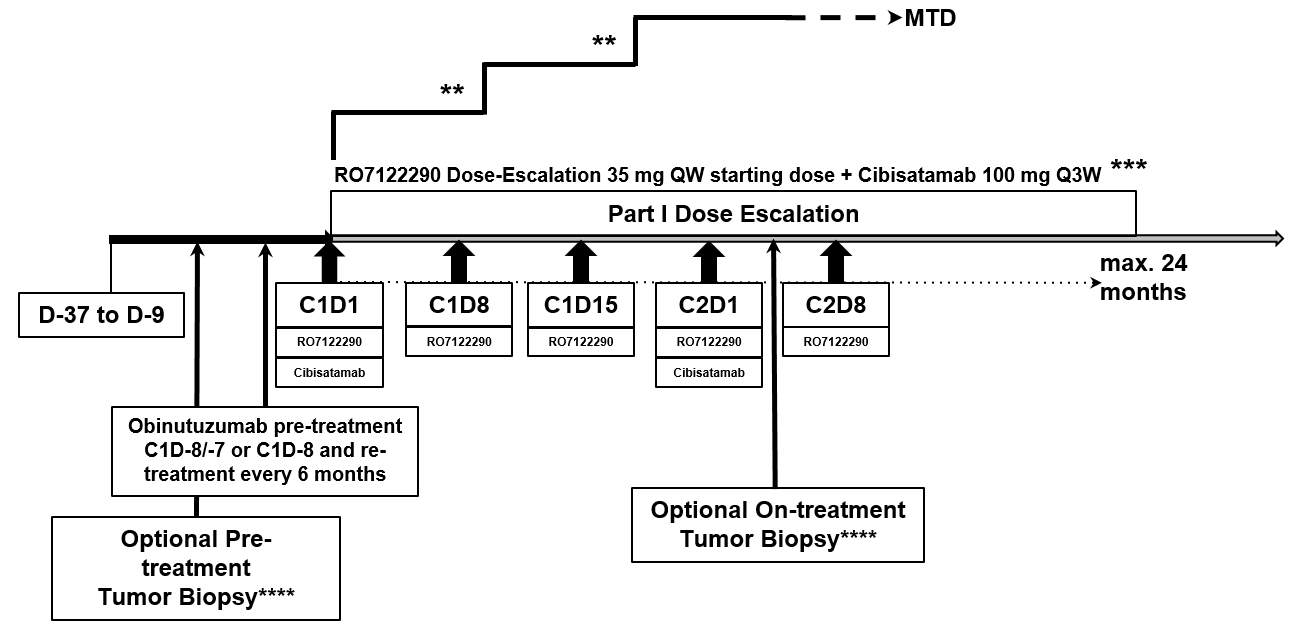 MTD
**
**
RO7122290 Dose-Escalation 35 mg QW starting dose + Cibisatamab 100 mg Q3W ***
Part I Dose Escalation
max. 24
months
D-37 to D-9
C1D1
RO7122290
Cibisatamab
C1D8
RO7122290
C1D15
RO7122290
C2D1
RO7122290
Cibisatamab
C2D8
RO7122290
Obinutuzumab pre-treatment
C1D-8/-7 or C1D-8 and re-
treatment every 6 months
Optional On-treatment
Tumor Biopsy****
Optional Pre-
treatment
Tumor Biopsy****